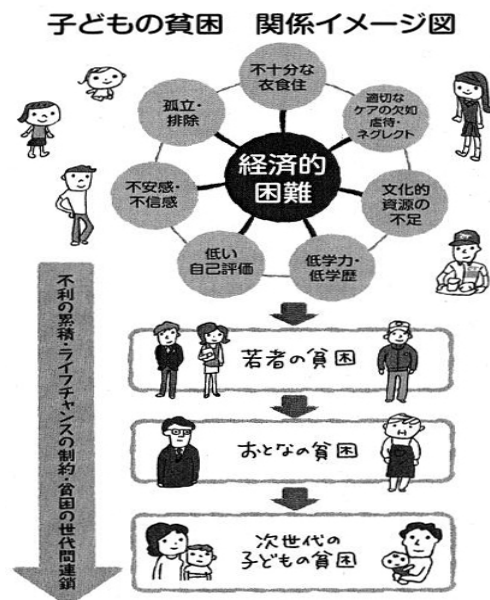 子どもの貧困 関係イメージ図
不十分な
衣食住
適切な
ケアの欠如
虐待・
ネグレクト
文化的
資源の
不足
低学力・
低学歴
低い
自己評価
不安感・
不信感
孤立・
排除
経済的
困難
若者の貧困
おとなの貧困
次世代の
子どもの貧困
不利の累積・ライフチャンスの制約・貧困の世代間連鎖